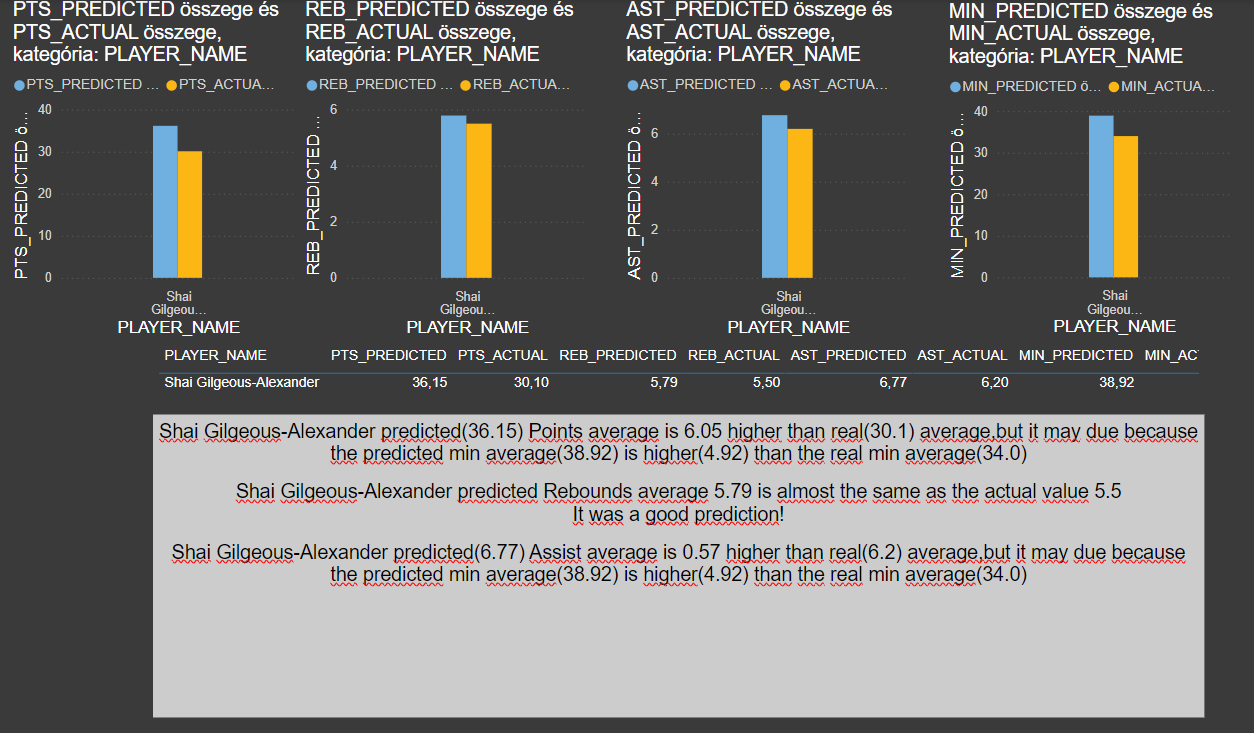 PTS_PREDICTED összege és
PTS_ACTUAL összege,
kategória: PLAYER_NAME
PTS_PREDICTED ...
PTS_ACTUA...
40
30
20
10
0
PTS_PREDICTED ö...
Shai
Gilgeou...
PLAYER_NAME
REB_PREDICTED összege és
REB_ACTUAL összege,
kategória: PLAYER_NAME
REB_PREDICTED ...
REB_ACTUA...
6
4
2
0
REB_PREDICTED ...
Shai
Gilgeou...
PLAYER_NAME
AST_PREDICTED összege és
AST_ACTUAL összege,
kategória: PLAYER_NAME
AST_PREDICTED ...
AST_ACTUA...
6
4
2
0
AST_PREDICTED ö...
Shai
Gilgeou...
PLAYER_NAME
MIN_PREDICTED összege és
MIN_ACTUAL összege,
kategória: PLAYER_NAME
MIN_PREDICTED ö...
MIN_ACTUA...
40
30
20
10
0
MIN_PREDICTED ö...
Shai
Gilgeou...
PLAYER_NAME
PLAYER_NAME PTS_PREDICTED PTS_ACTUAL REB_PREDICTED REB_ACTUAL AST_PREDICTED AST_ACTUAL MIN_PREDICTED MIN_AC
Shai Gilgeous-Alexander 36,15 30,10 5,79 5,50 6,77 6,20 38,92
Shai Gilgeous-Alexander predicted(36.15) Points average is 6.05 higher than real(30.1) average,but it may due because
the predicted min average(38.92) is higher(4.92) than the real min average(34.0)
Shai Gilgeous-Alexander predicted Rebounds average 5.79 is almost the same as the actual value 5.5
It was a good prediction!
Shai Gilgeous-Alexander predicted(6.77) Assist average is 0.57 higher than real(6.2) average,but it may due because
the predicted min average(38.92) is higher(4.92) than the real min average(34.0)